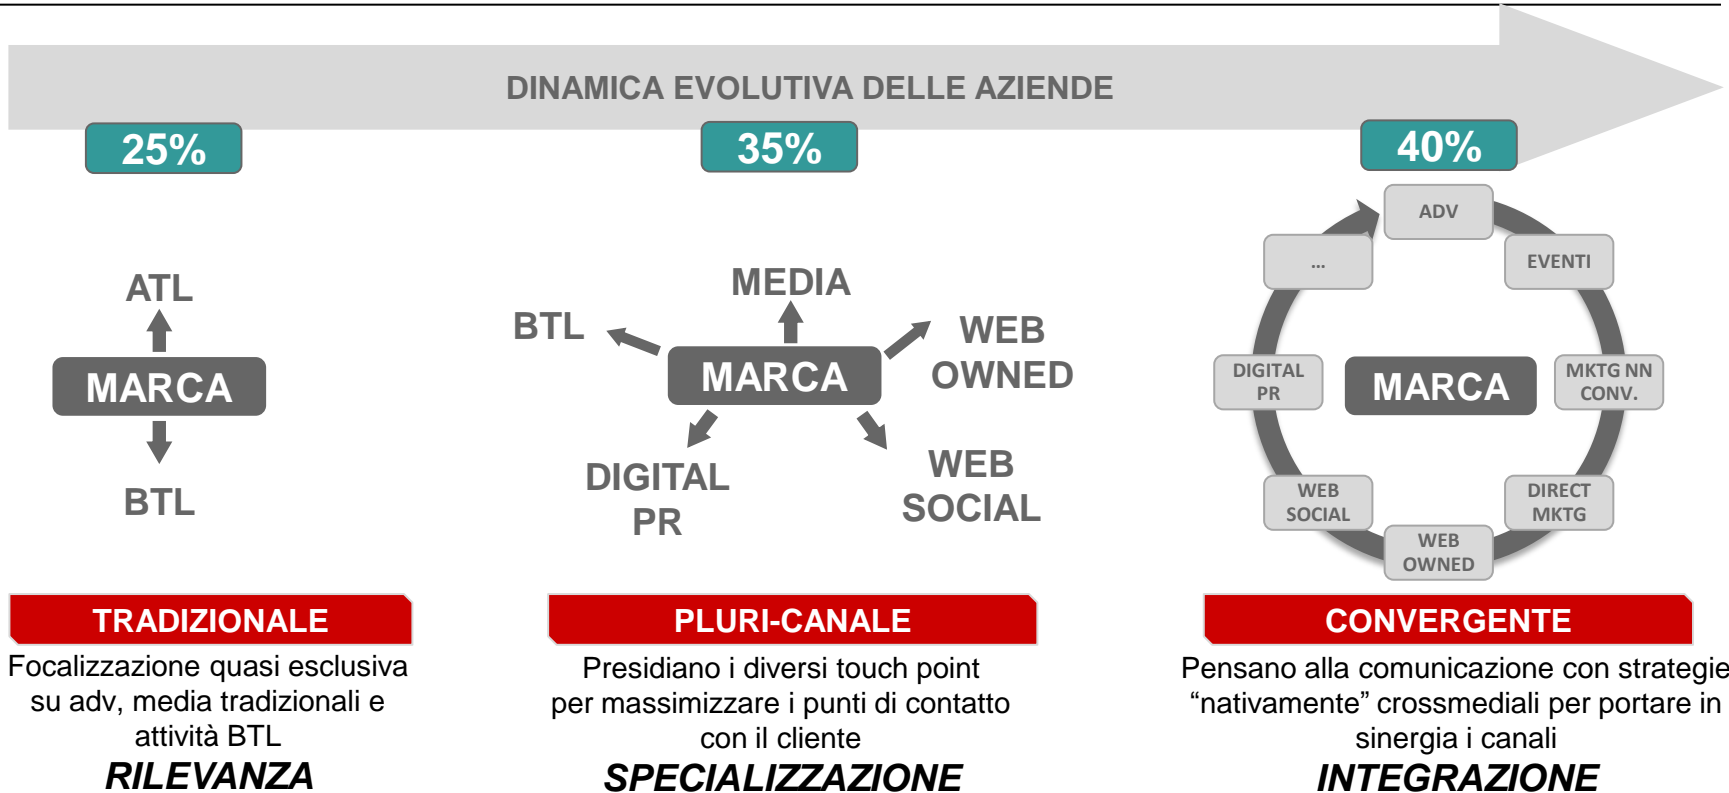 DINAMICA EVOLUTIVA DELLE AZIENDE
25%
ATL
MARCA
BTL
TRADIZIONALE
Focalizzazione quasi esclusiva
su adv, media tradizionali e
attività BTL
RILEVANZA
35%
MEDIA
BTL
WEB
OWNED
MARCA
DIGITAL
PR
WEB
SOCIAL
PLURI-CANALE
Presidiano i diversi touch point
per massimizzare i punti di contatto
con il cliente
SPECIALIZZAZIONE
40%
ADV
...
EVENTI
DIGITAL
PR
MARCA
MKTG NN
CONV.
WEB
SOCIAL
DIRECT
MKTG
WEB
OWNED
CONVERGENTE
Pensano alla comunicazione con strategie
“nativamente” crossmediali per portare in
sinergia i canali
INTEGRAZIONE